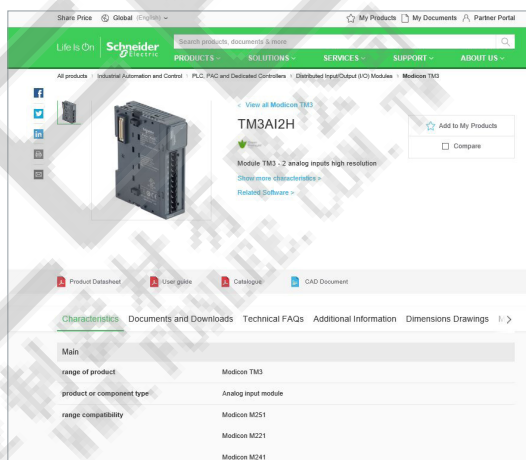 Share Price Global (English) My Products My Documents Partner Portal
Life Is On Schneider Electric
Search products, documents & more
PRODUCTS SOLUTIONS SERVICES SUPPORT ABOUT US
All products Industrial Automation and Control PLC, PAC and Dedicated Controllers Distributed Input/Output (I/O) Modules Modicon TM3
< View all Modicon TM3
TM3AI2H
Add to My Products
Compare
Module TM3 - 2 analog inputs high resolution
Show more characteristics >
Related Software >
Product Datasheet User guide Catalogue CAD Document
Characteristics Documents and Downloads Technical FAQs Additional Information Dimensions Drawings
Main
range of product Modicon TM3
product or component type Analog input module
range compatibility Modicon M251
Modicon M221
Modicon M241